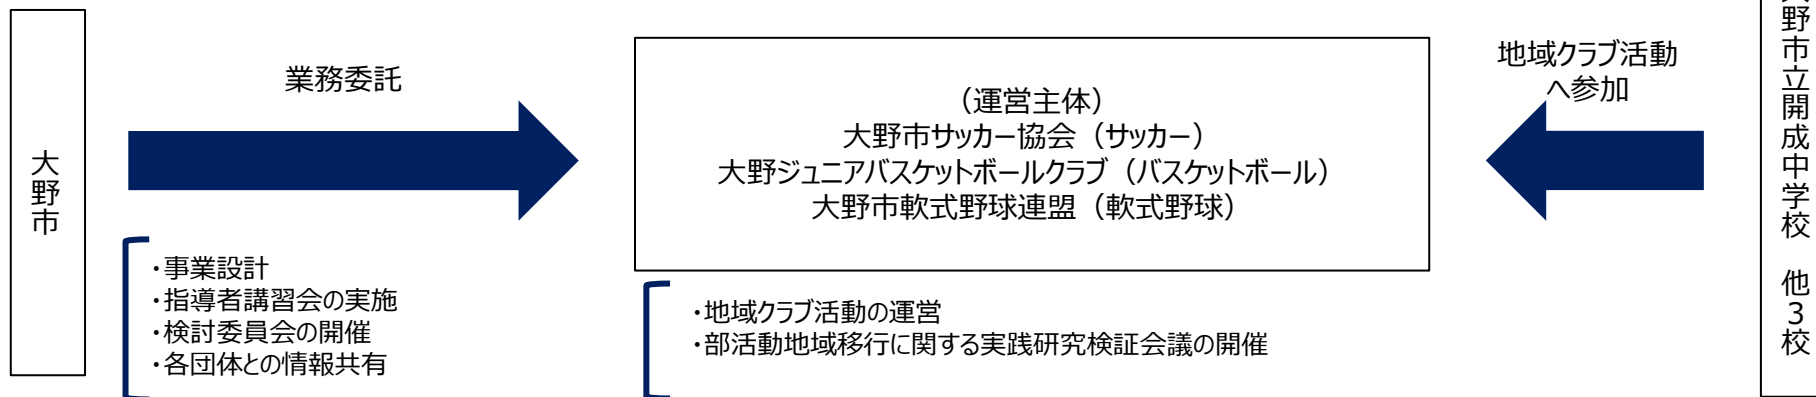 大野市
業務委託
・事業設計
・指導者講習会の実施
・検討委員会の開催
・各団体との情報共有
（運営主体）
大野市サッカー協会（サッカー）
大野ジュニアバスケットボールクラブ（バスケットボール）
大野市軟式野球連盟（軟式野球）
・地域クラブ活動の運営
・部活動地域移行に関する実践研究検証会議の開催
地域クラブ活動
へ参加
大野市立開成中学校　他３校